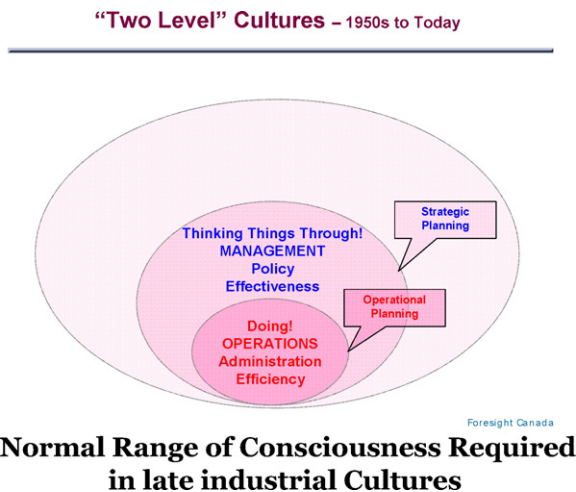 “Two Level” Cultures – 1950s to Today
Strategic
Planning
Thinking Things Through!
MANAGEMENT
Policy
Effectiveness
Operational
Planning
Doing!
OPERATIONS
Administration
Efficiency
Foresight Canada
Normal Range of Consciousness Required
in late industrial Cultures